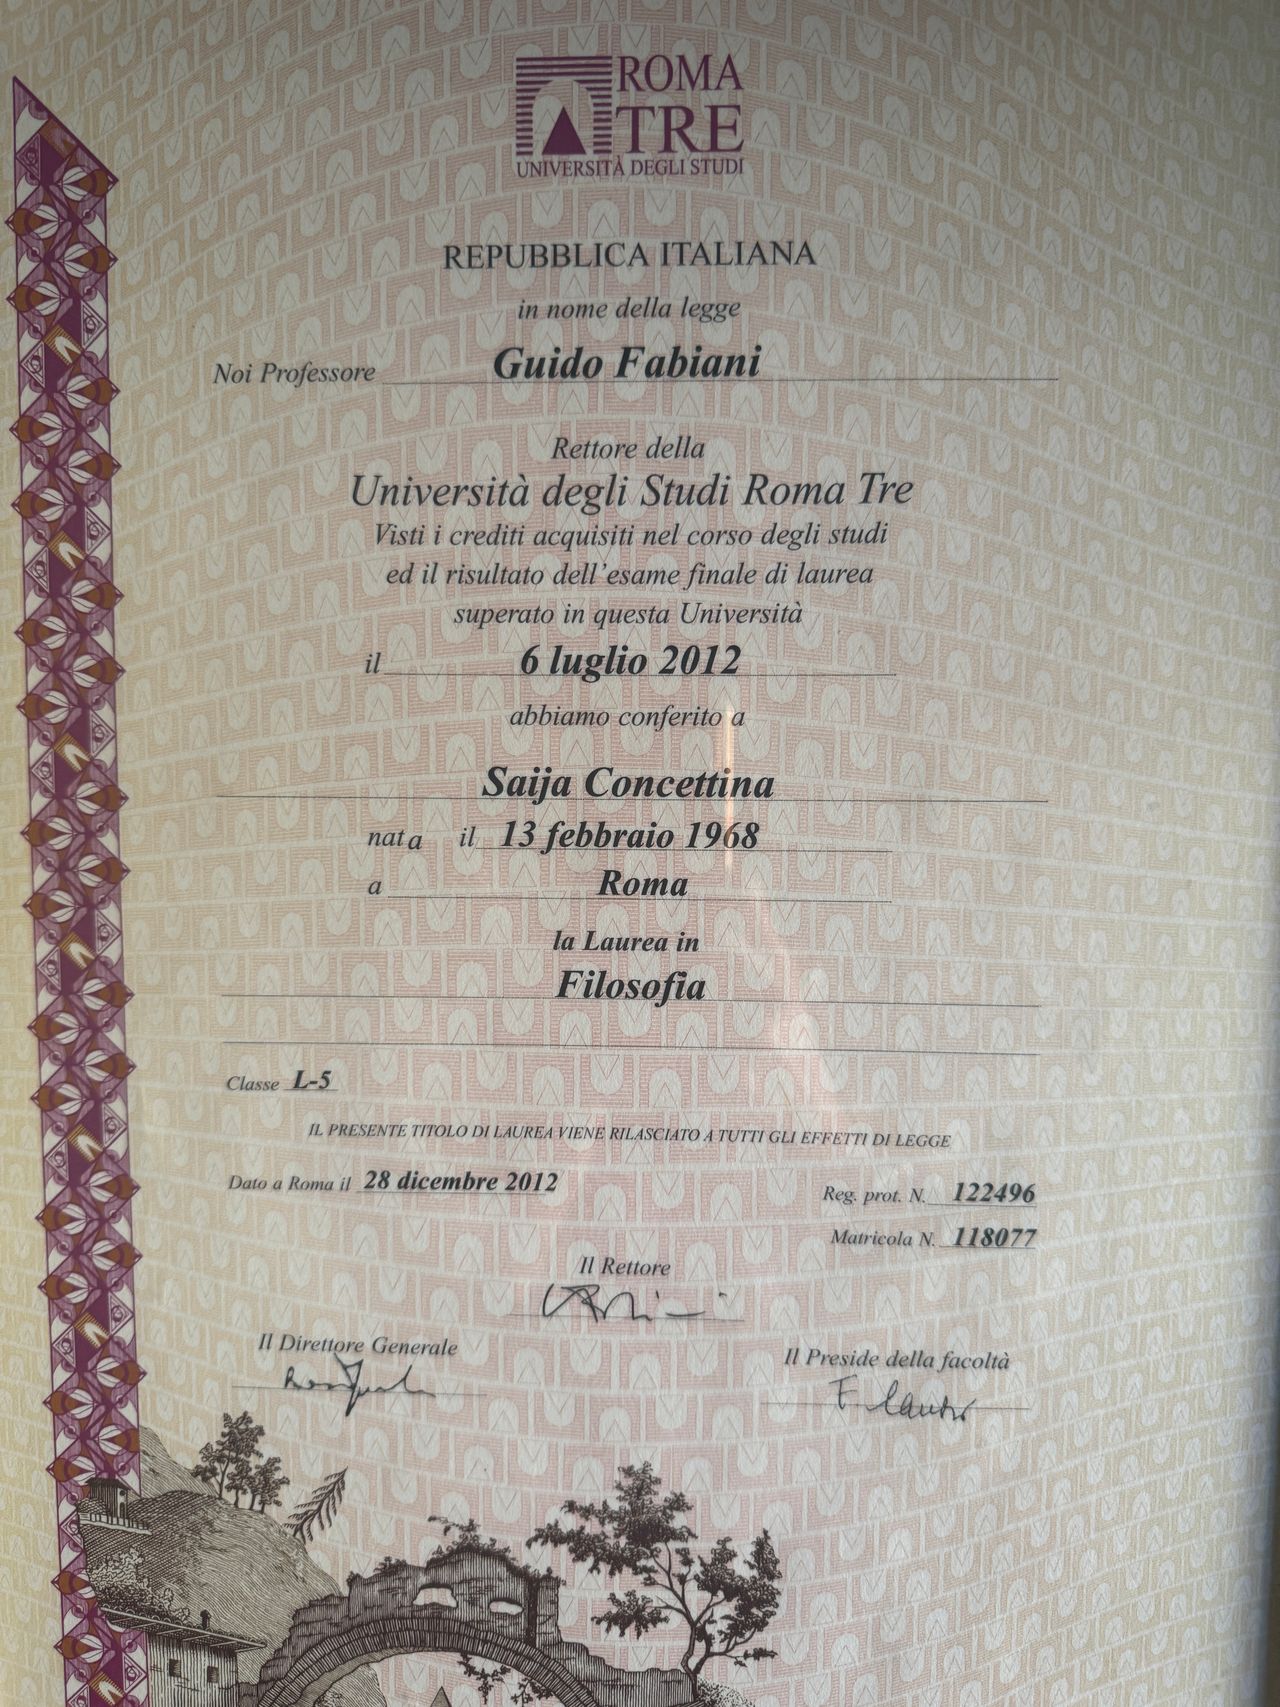 ROMA
TRE
UNIVERSITÀ DEGLI STUDI
REPUBBLICA ITALIANA
in nome della legge
Noi Professore Guido Fabiani
Rettore della
Università degli Studi Roma Tre
Visti i crediti acquisiti nel corso degli studi
ed il risultato dell'esame finale di laurea
superato in questa Università
il 6 luglio 2012
abbiamo conferito a
Saija Concettina
nata il 13 febbraio 1968
a Roma
la Laurea in
Filosofia
Classe L-5
IL PRESENTE TITOLO DI LAUREA VIENE RILASCIATO A TUTTI GLI EFFETTI DI LEGGE
Dato a Roma il 28 dicembre 2012
Reg. prot. N. 122496
Matricola N. 118077
Il Rettore
Il Direttore Generale
Il Preside della facoltà